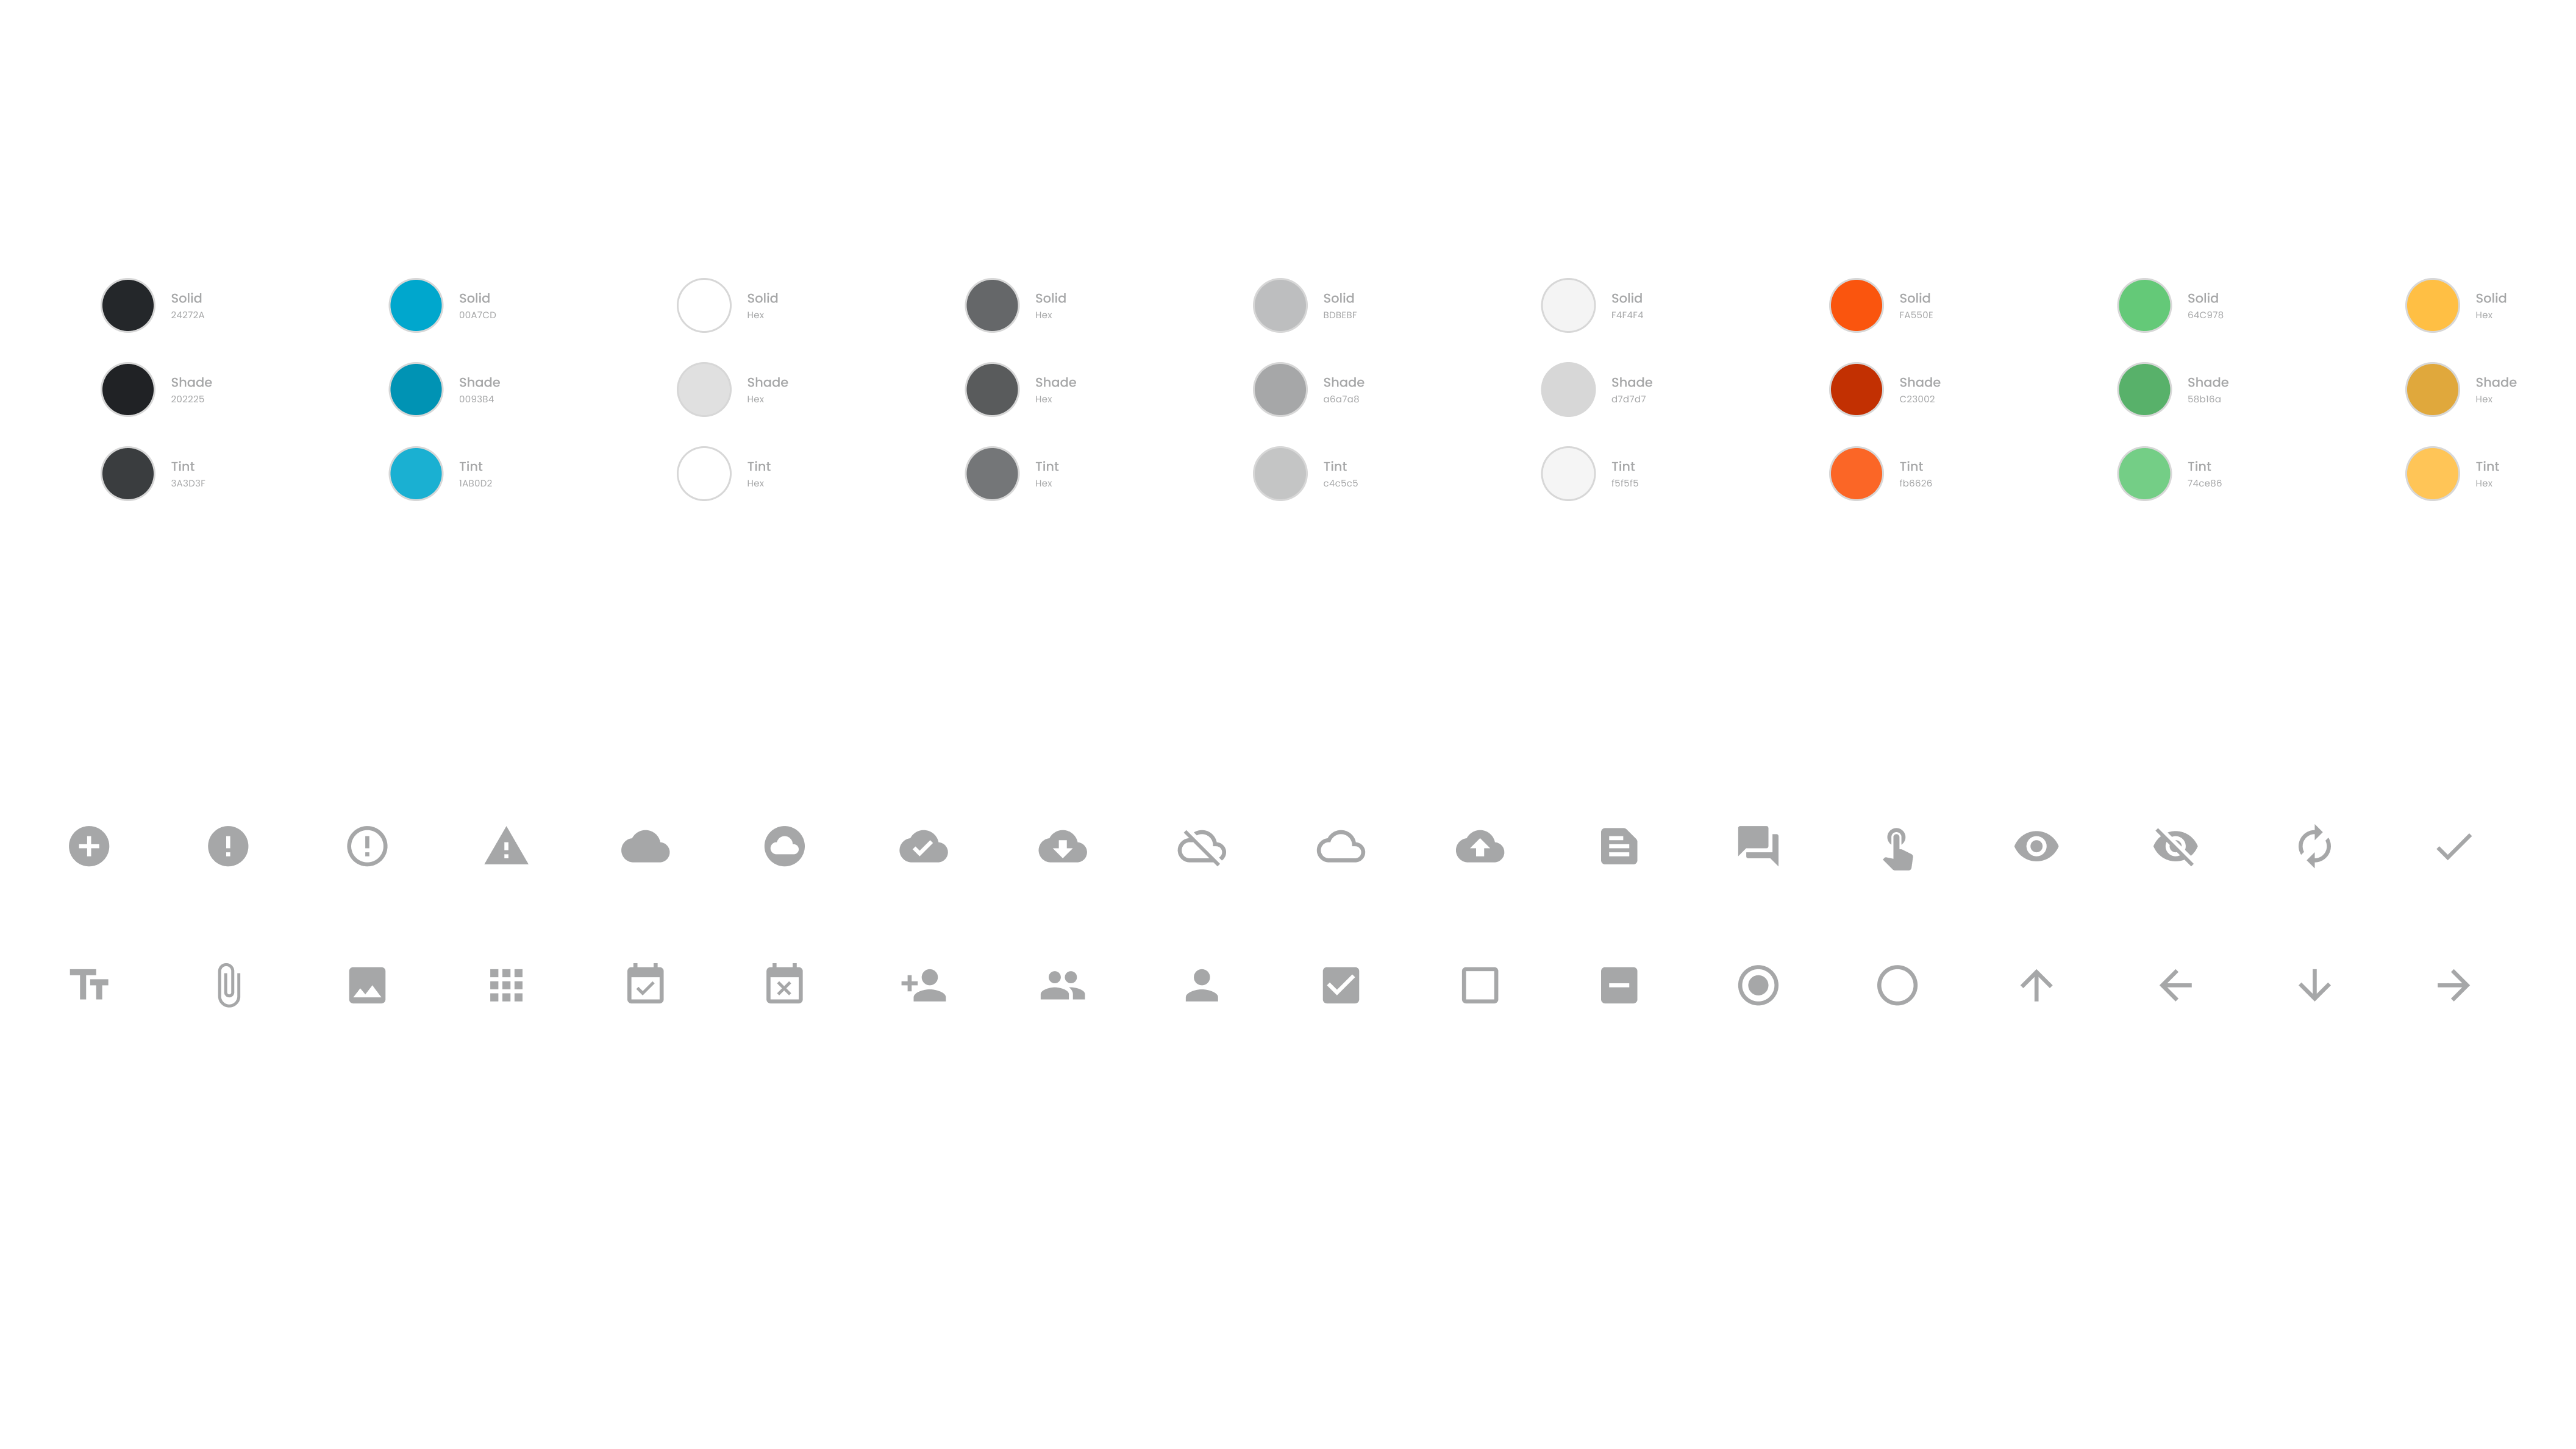 Solid
24272A
Solid
00A7CD
Solid
Hex
Solid
Hex
Solid
BDBEBF
Solid
F4F4F4
Solid
FA550E
Solid
64C978
Solid
Hex
Shade
202225
Shade
0093B4
Shade
Hex
Shade
Hex
Shade
a6a7a8
Shade
d7d7d7
Shade
C23002
Shade
58b16a
Shade
Hex
Tint
3A3D3F
Tint
1AB0D2
Tint
Hex
Tint
Hex
Tint
c4c5c5
Tint
f5f5f5
Tint
fb6626
Tint
74ce86
Tint
Hex